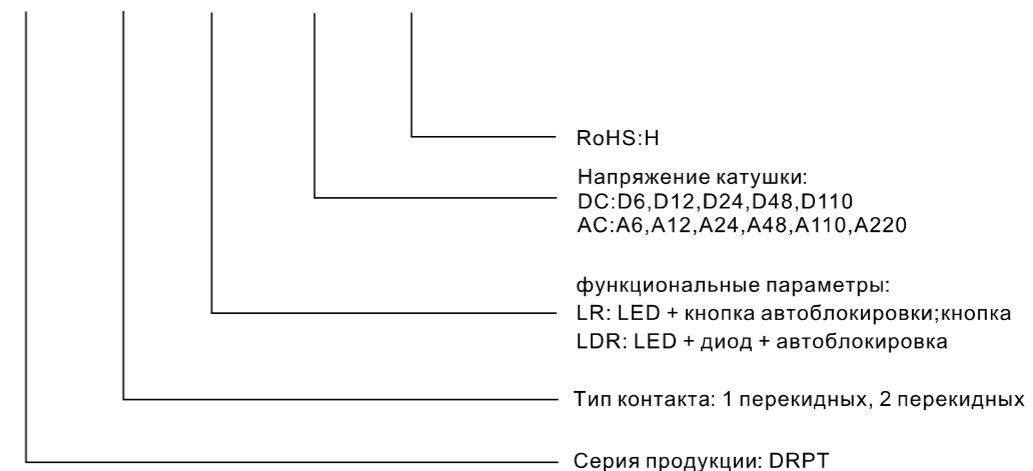 RoHS:H
Напряжение катушки:
DC:D6,D12,D24,D48,D110
AC:A6,A12,A24,A48,A110,A220
функциональные параметры:
LR: LED + кнопка автоблокировки;кнопка
LDR: LED + диод + автоблокировка
Тип контакта: 1 перекидных, 2 перекидных
Серия продукции: DRPT